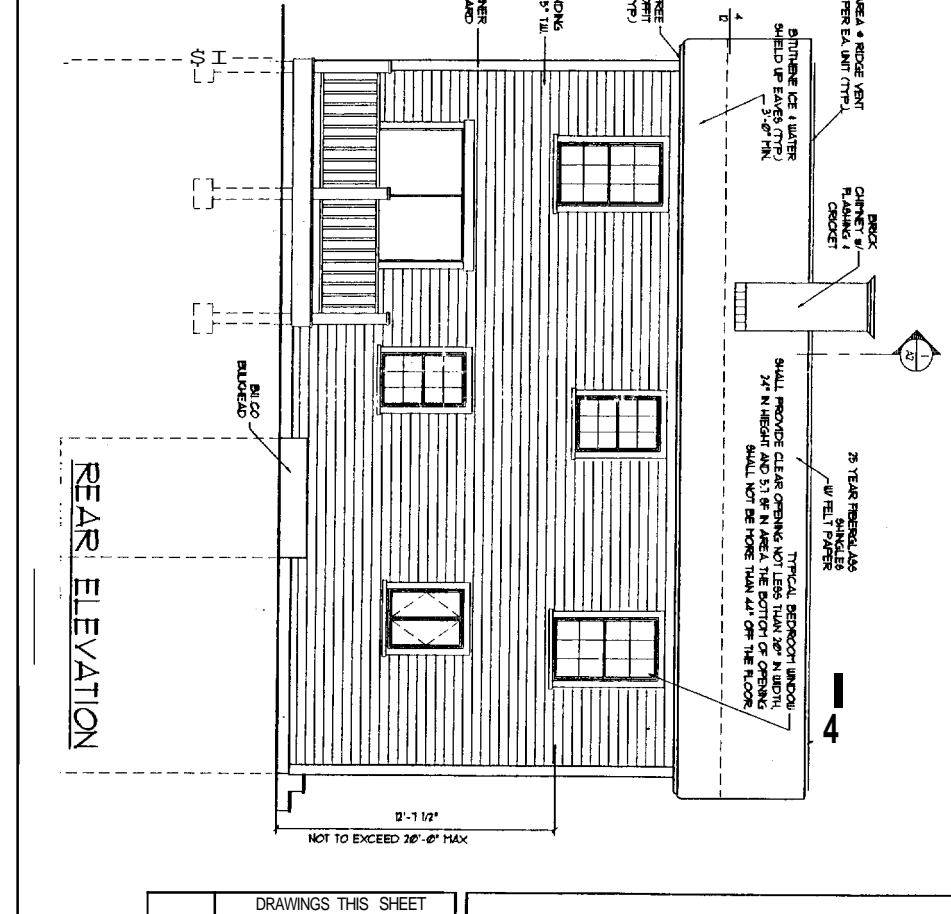 AREA & RIDGE VENT
PER EA. UNIT (TYP.)
4
12
BITUTHENE ICE & WATER
SHIELD UP EAVES (TYP.)
3'-0" MIN.
BRICK
CHIMNEY W/
FLASHING &
CRICKET
1
A2
25 YEAR FIBERGLASS
SHINGLES
W/ FELT PAPER
TYPICAL BEDROOM WINDOW
SHALL PROVIDE CLEAR OPENING NOT LESS THAN 20" IN WIDTH,
24" IN HIEGHT AND 5.7 SF IN AREA. THE BOTTOM OF OPENING
SHALL NOT BE MORE THAN 44" OFF THE FLOOR.
4
BILCO
BULKHEAD
REAR ELEVATION
12'-7 1/2"
NOT TO EXCEED 20'-0" MAX
DRAWINGS THIS SHEET